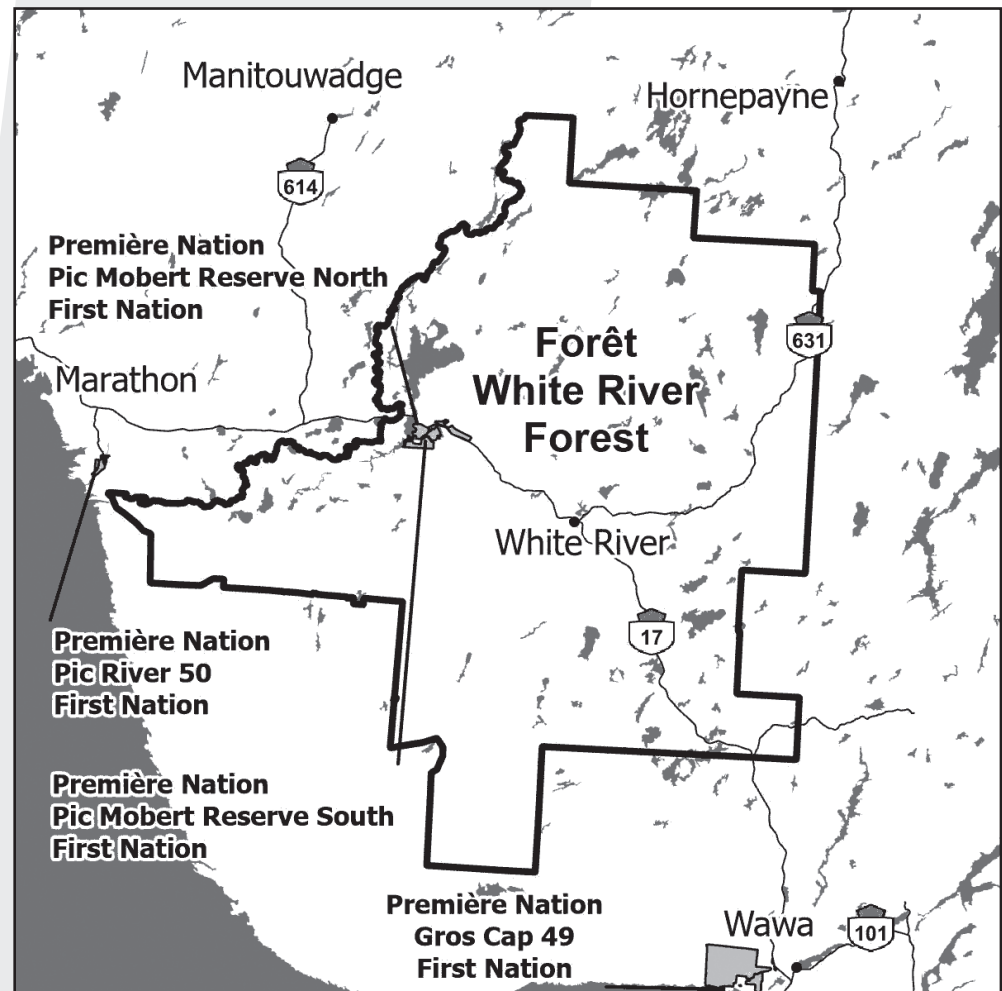 Manitouwadge
Hornepayne
614
Première Nation
Pic Mobert Reserve North
First Nation
Forêt
White River
Forest
631
Marathon
White River
17
Première Nation
Pic River 50
First Nation
Première Nation
Pic Mobert Reserve South
First Nation
Première Nation
Gros Cap 49
First Nation
Wawa
101